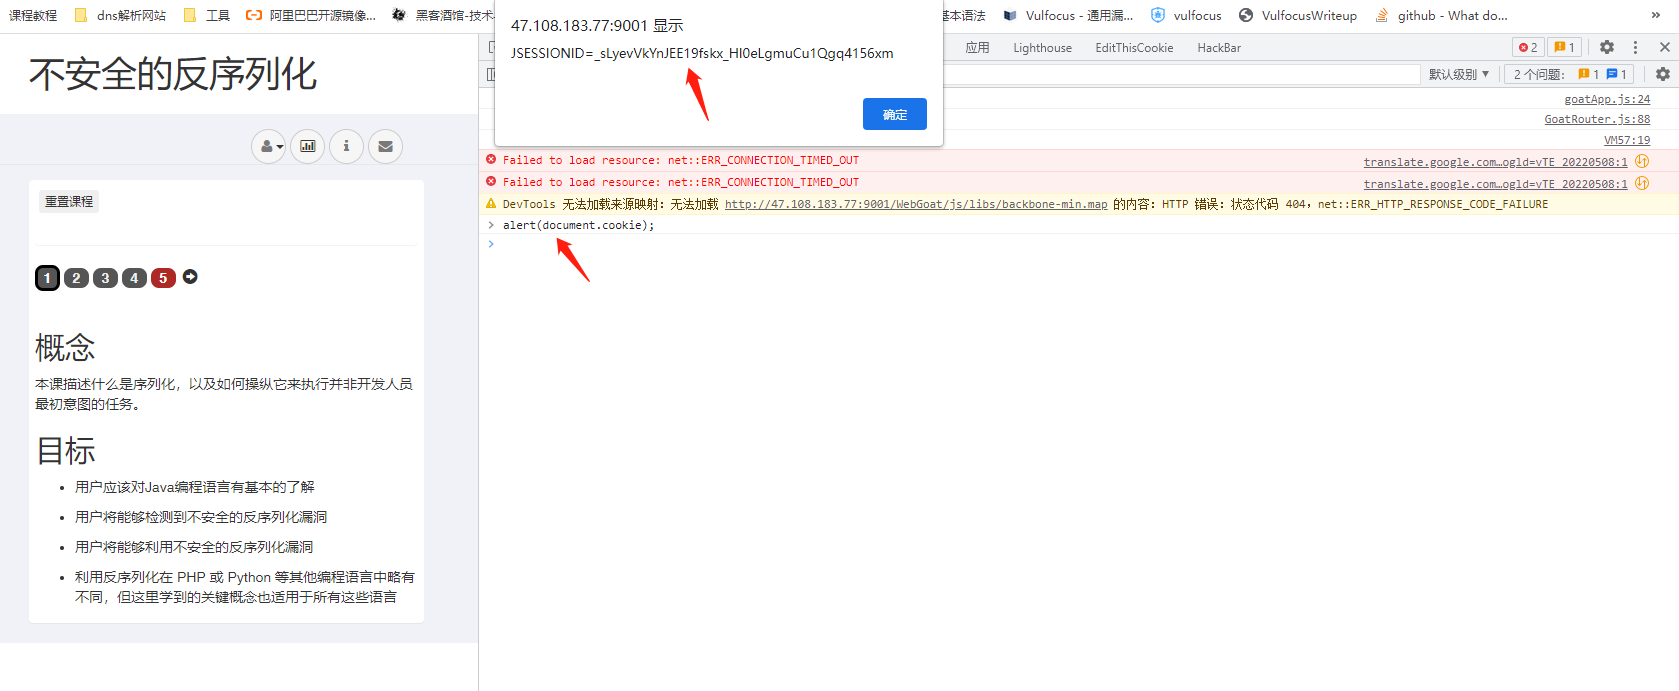 课程教程 dns解析网站 工具 阿里巴巴开源镜像... 黑客酒馆-技术- 基本语法 Vulfocus - 通用漏... vulfocus VulfocusWriteup github - What do... »
47.108.183.77:9001 显示
JSESSIONID=_sLyevVkYnJEE19fskx_HI0eLgmuCu1Qgq4156xm
确定
不安全的反序列化
重置课程
1 2 3 4 5
概念
本课描述什么是序列化，以及如何操纵它来执行并非开发人员
最初意图的任务。
目标
• 用户应该对Java编程语言有基本的了解
• 用户将能够检测到不安全的反序列化漏洞
• 用户将能够利用不安全的反序列化漏洞
• 利用反序列化在 PHP 或 Python 等其他编程语言中略有
不同，但这里学到的关键概念也适用于所有这些语言
应用 Lighthouse EditThisCookie HackBar 2 1
默认级别 ▼ 2 个问题： 1 1
goatApp.js:24
GoatRouter.js:88
VM57:19
Failed to load resource: net::ERR_CONNECTION_TIMED_OUT translate.google.com…ogld=vTE_20220508:1
Failed to load resource: net::ERR_CONNECTION_TIMED_OUT translate.google.com…ogld=vTE_20220508:1
DevTools 无法加载来源映射：无法加载 http://47.108.183.77:9001/WebGoat/js/libs/backbone-min.map 的内容：HTTP 错误：状态代码 404，net::ERR_HTTP_RESPONSE_CODE_FAILURE
> alert(document.cookie);
>